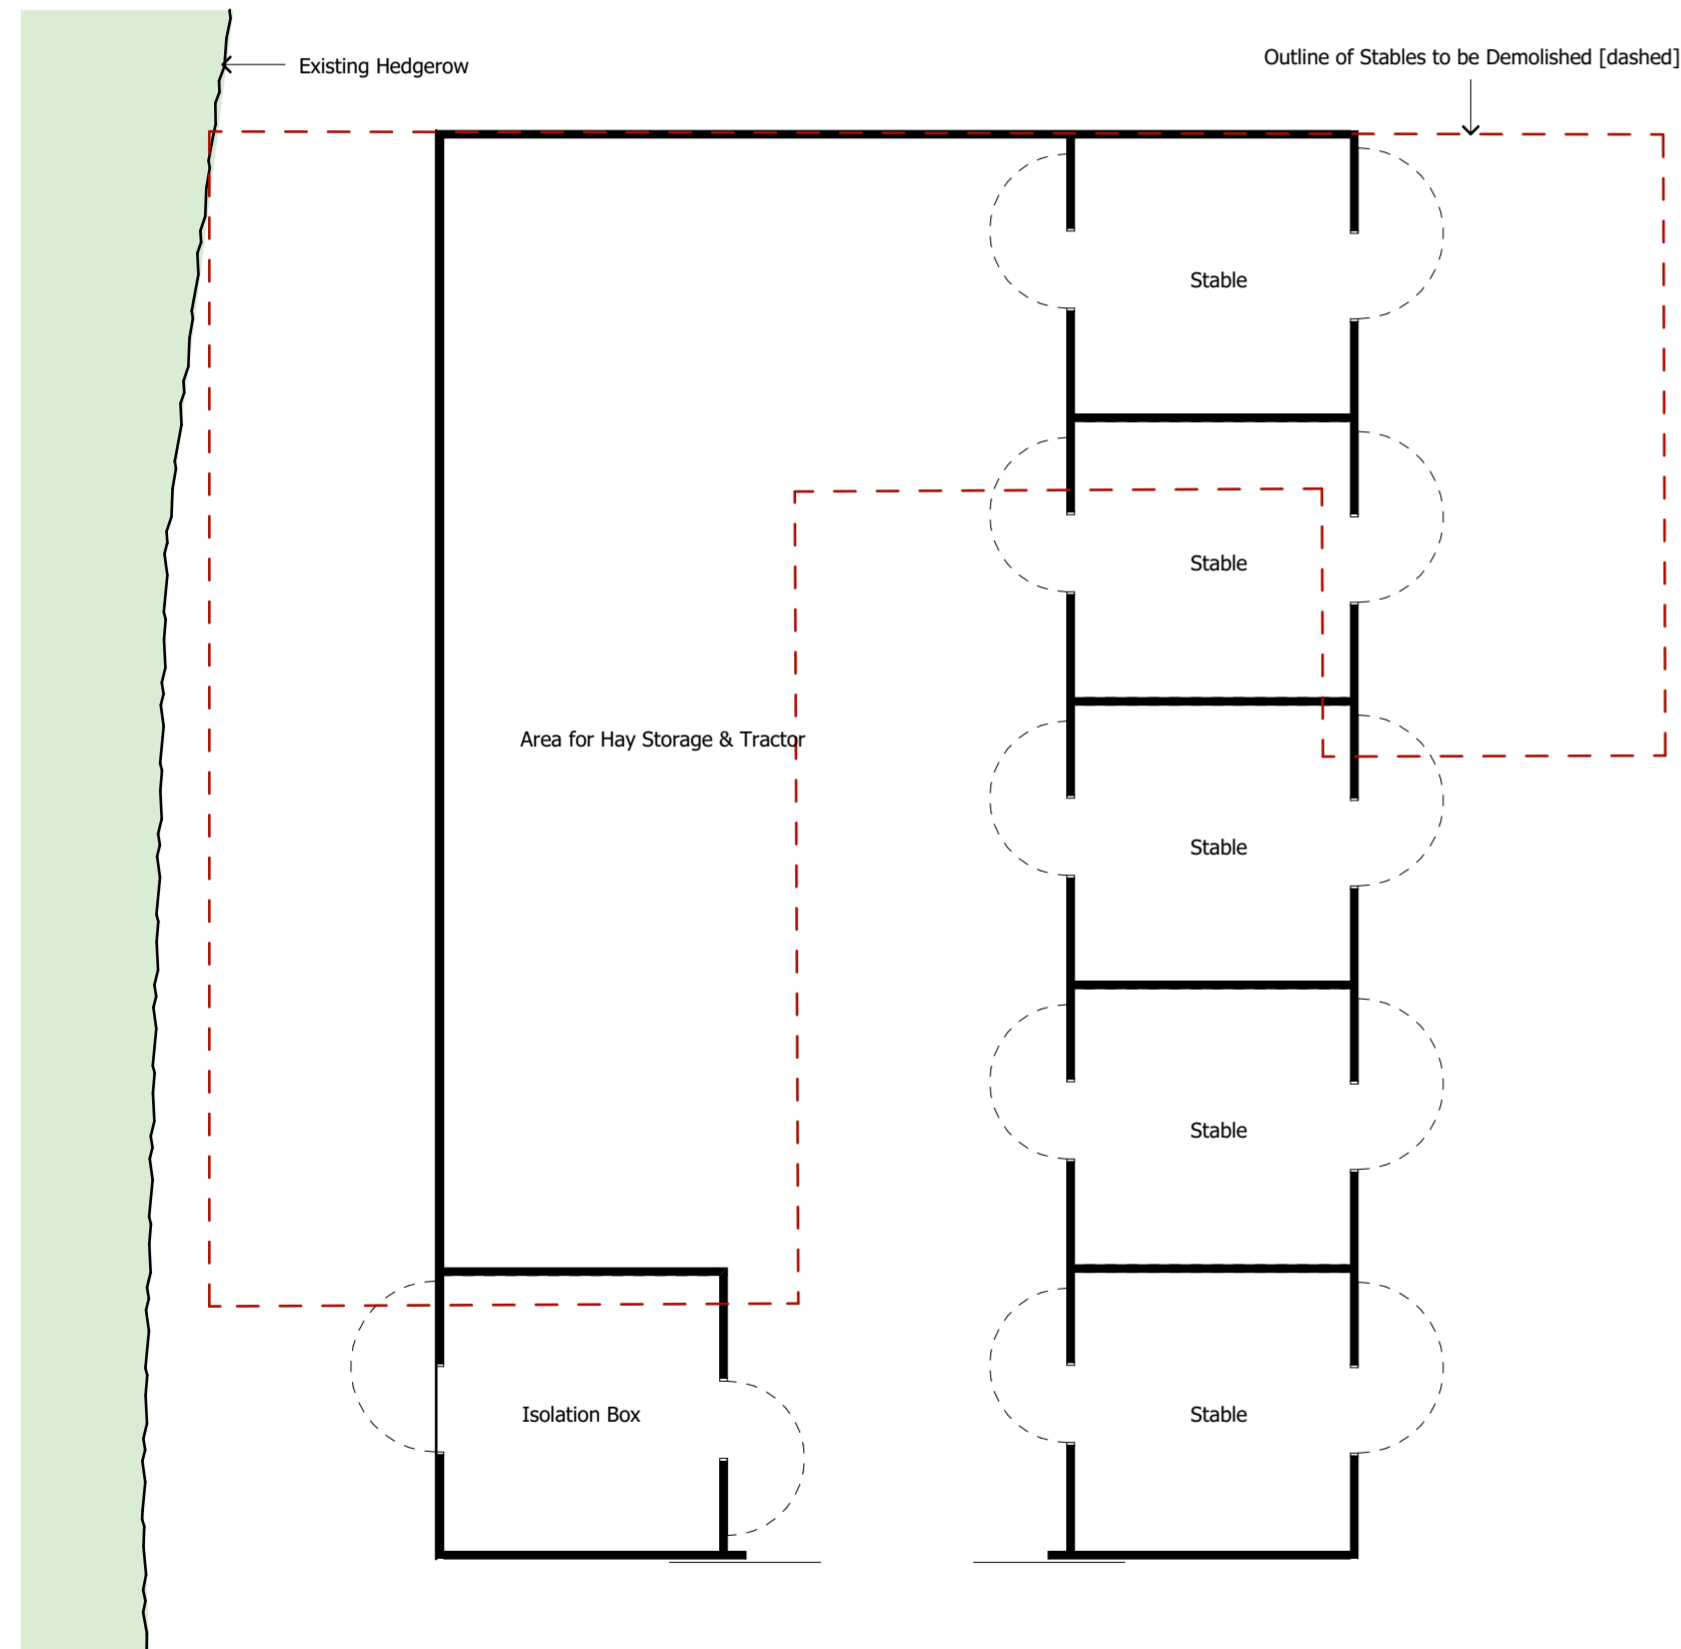 Outline of Stables to be Demolished [dashed]
Existing Hedgerow
Stable
Stable
Area for Hay Storage & Tractor
Stable
Stable
Isolation Box
Stable